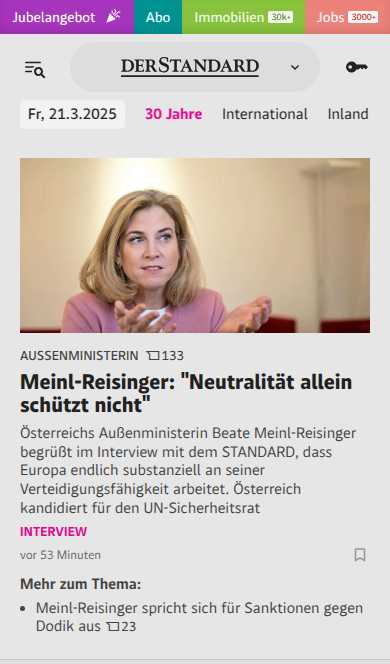 Jubelangebot Abo Immobilien 30k+ Jobs 3000+
DERSTANDARD
Fr, 21.3.2025 30 Jahre International Inland
AUSSENMINISTERIN 133
Meinl-Reisinger: "Neutralität allein
schützt nicht"
Österreichs Außenministerin Beate Meinl-Reisinger
begrüßt im Interview mit dem STANDARD, dass
Europa endlich substanziell an seiner
Verteidigungsfähigkeit arbeitet. Österreich
kandidiert für den UN-Sicherheitsrat
INTERVIEW
vor 53 Minuten
Mehr zum Thema:
• Meinl-Reisinger spricht sich für Sanktionen gegen
Dodik aus 23